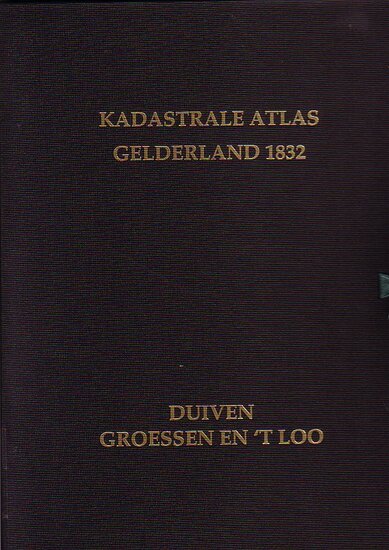 KADASTRALE ATLAS
GELDERLAND 1832
DUIVEN
GROESSEN EN 'T LOO